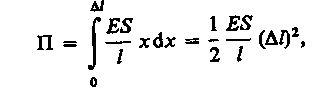 Π = ∫₀^Δl (ES/l) x dx = (1/2) (ES/l) (Δl)²,